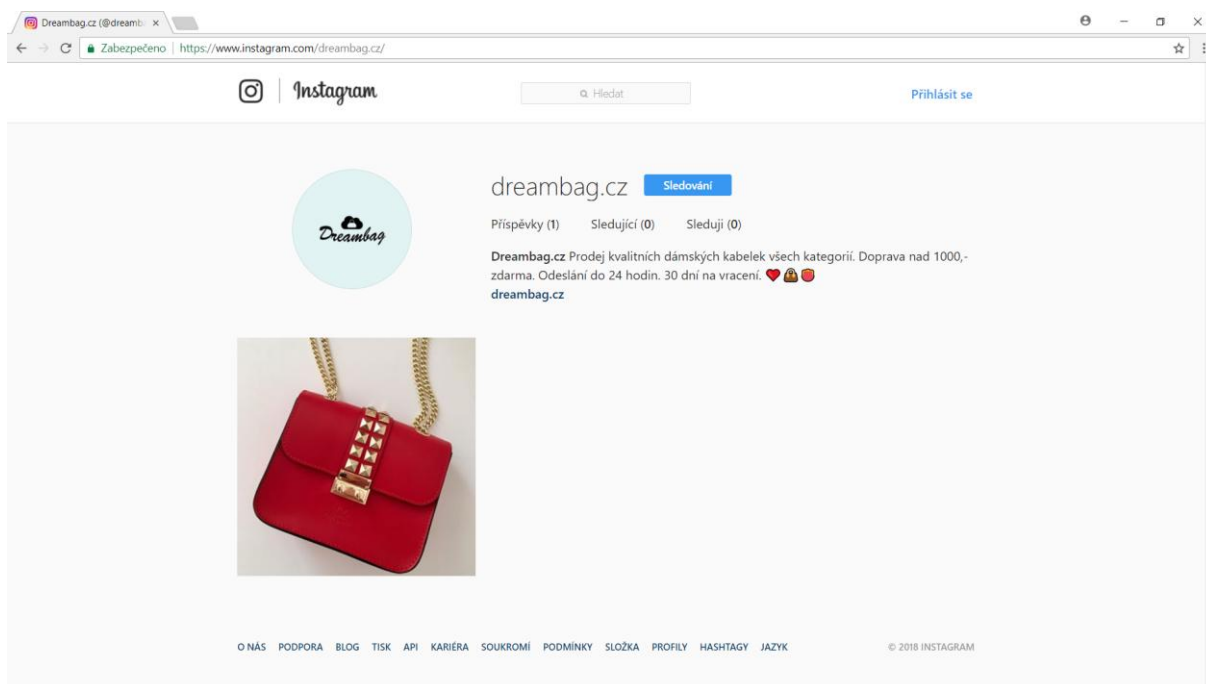 Dreambag.cz (@dreamb
Zabezpečeno | https://www.instagram.com/dreambag.cz/
Instagram
Hledat
Přihlásit se
Dreambag
dreambag.cz
Sledování
Příspěvky (1) Sledující (0) Sleduji (0)
Dreambag.cz Prodej kvalitních dámských kabelek všech kategorií. Doprava nad 1000,-
zdarma. Odeslání do 24 hodin. 30 dní na vracení.
dreambag.cz
O NÁS PODPORA BLOG TISK API KARIÉRA SOUKROMÍ PODMÍNKY SLOŽKA PROFILY HASHTAGY JAZYK
© 2018 INSTAGRAM